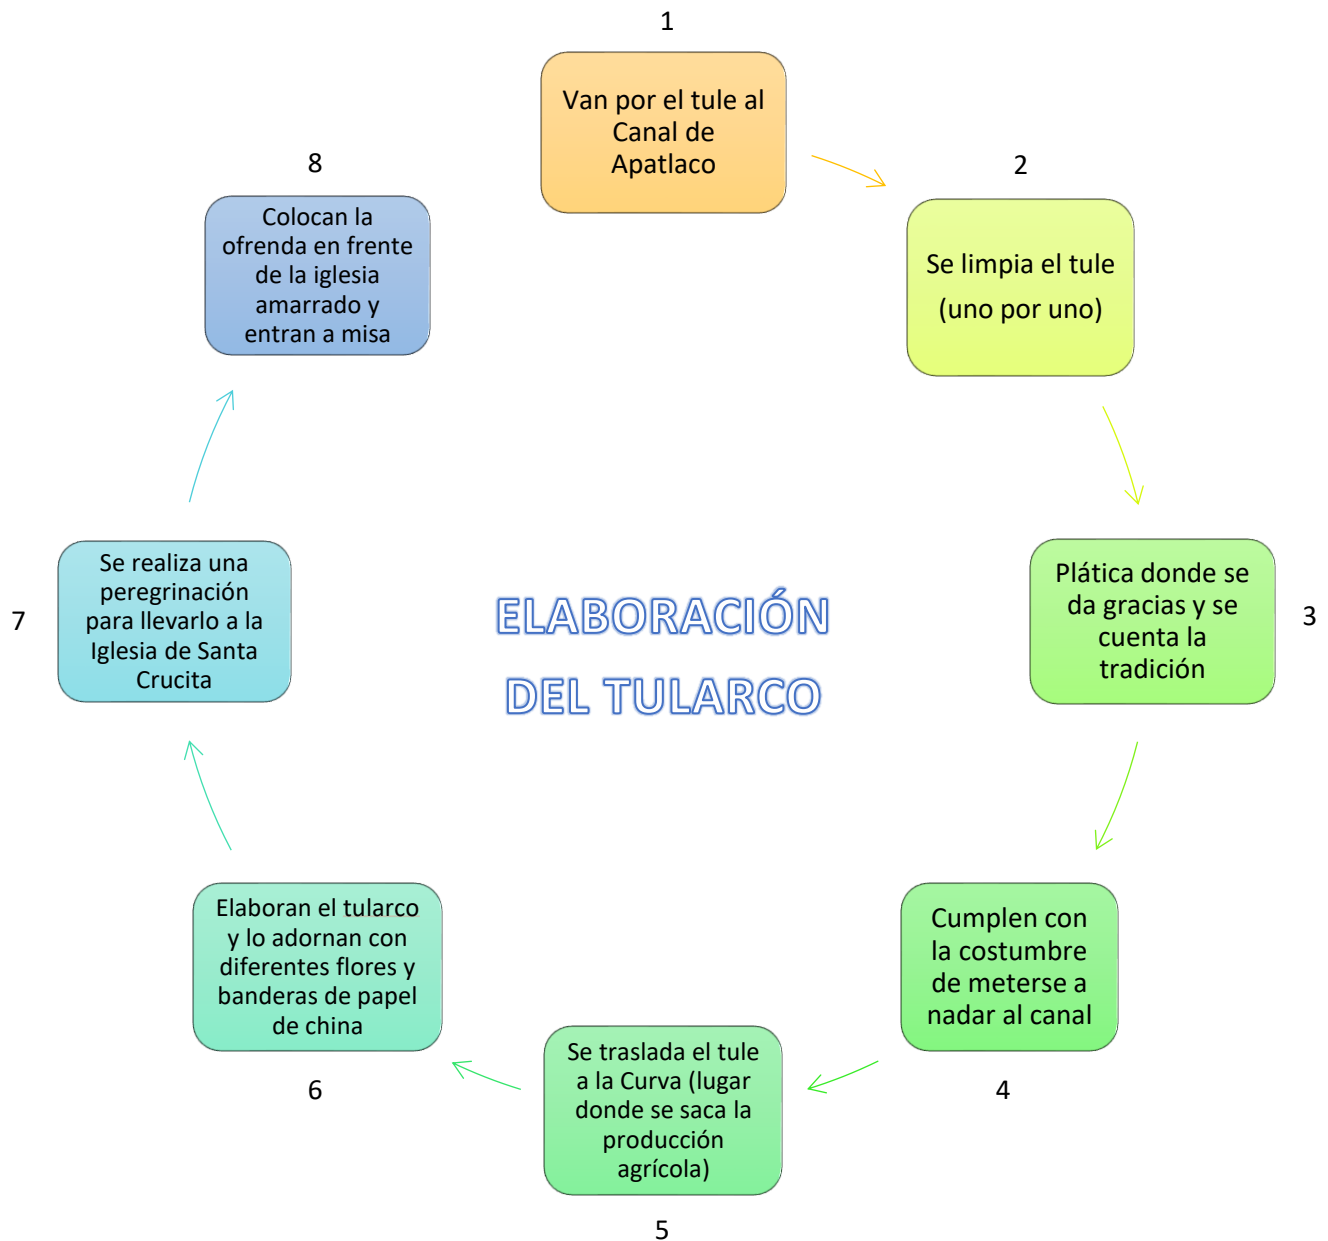 1
Van por el tule al
Canal de
Apatlaco
2
Se limpia el tule
(uno por uno)
3
Plática donde se
da gracias y se
cuenta la
tradición
4
Cumplen con
la costumbre
de meterse a
nadar al canal
5
Se traslada el tule
a la Curva (lugar
donde se saca la
producción
agrícola)
6
Elaboran el tularco
y lo adornan con
diferentes flores y
banderas de papel
de china
7
Se realiza una
peregrinación
para llevarlo a la
Iglesia de Santa
Crucita
8
Colocan la
ofrenda en frente
de la iglesia
amarrado y
entran a misa
ELABORACIÓN
DEL TULARCO